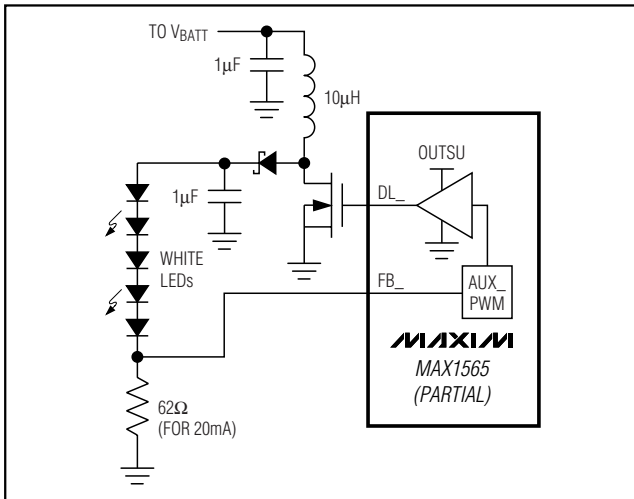 TO VBATT
1µF
10µH
OUTSU
DL_
1µF
WHITE
LEDs
FB_
AUX_
PWM
MAXIM
MAX1565
(PARTIAL)
62Ω
(FOR 20mA)